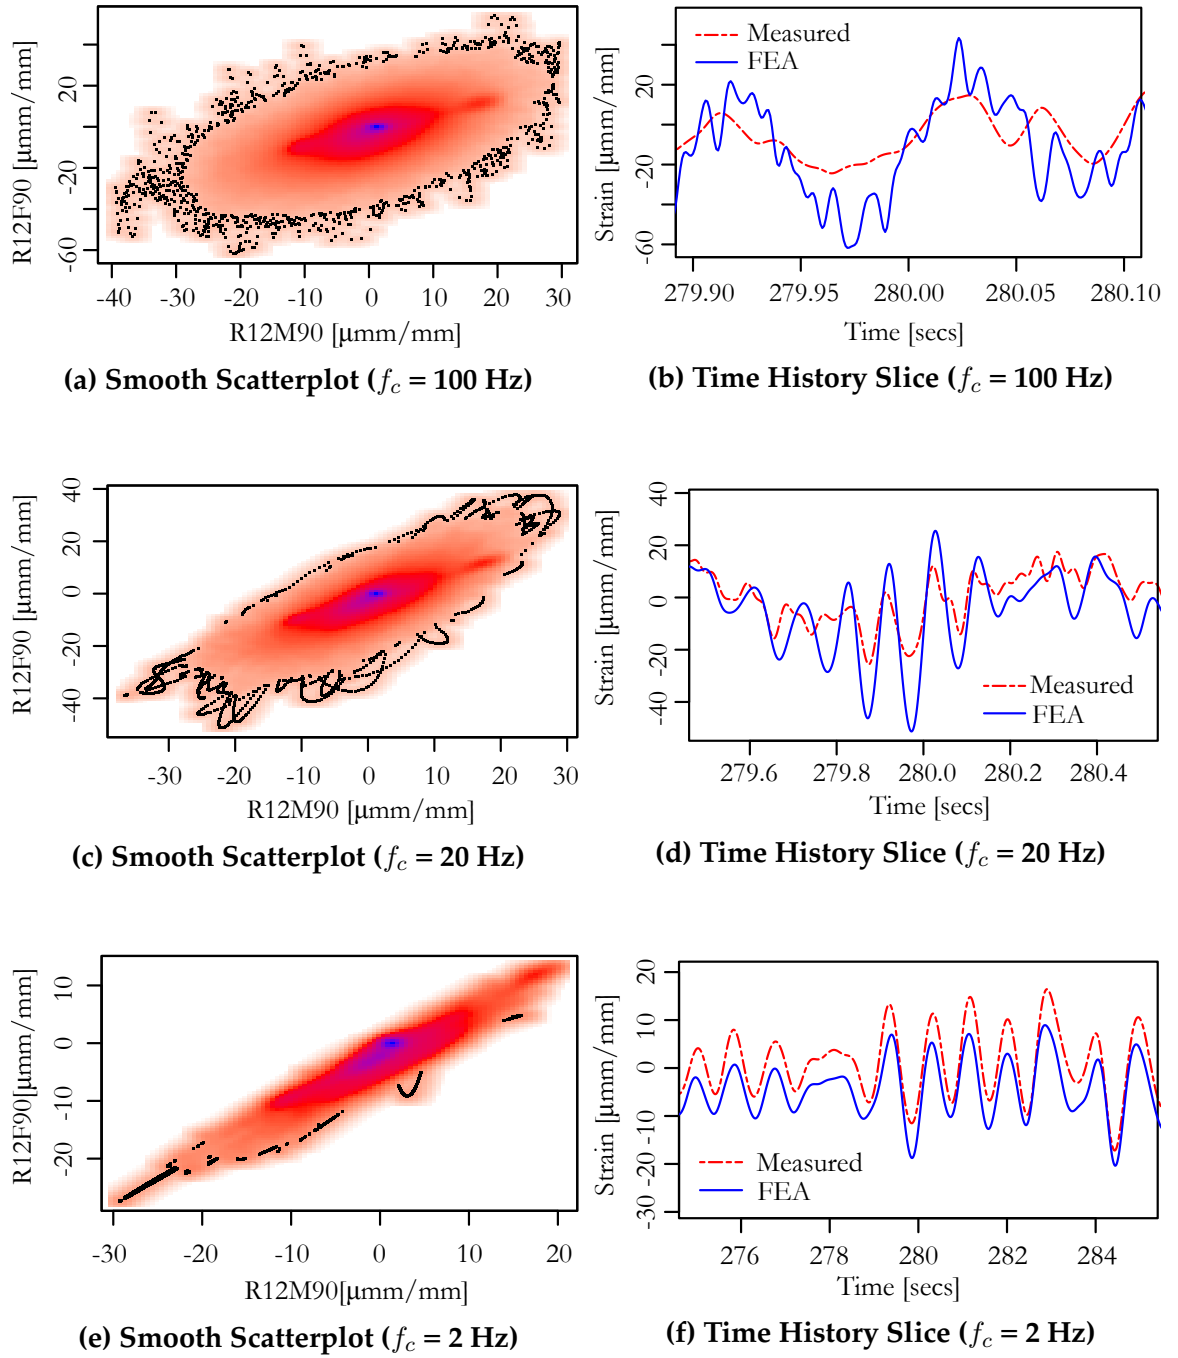 R12F90 [µmm/mm]
20
-20
-60
-40 -30 -20 -10 0 10 20 30
R12M90 [µmm/mm]
(a) Smooth Scatterplot (fc = 100 Hz)
Strain [µmm/mm]
20
-20
-60
Measured
FEA
279.90 279.95 280.00 280.05 280.10
Time [secs]
(b) Time History Slice (fc = 100 Hz)
R12F90 [µmm/mm]
40
20
0
-20
-40
-30 -20 -10 0 10 20 30
R12M90 [µmm/mm]
(c) Smooth Scatterplot (fc = 20 Hz)
Strain [µmm/mm]
40
20
0
-20
-40
Measured
FEA
279.6 279.8 280.0 280.2 280.4
Time [secs]
(d) Time History Slice (fc = 20 Hz)
R12F90[µmm/mm]
10
0
-10
-20
-30 -20 -10 0 10 20
R12M90[µmm/mm]
(e) Smooth Scatterplot (fc = 2 Hz)
Strain [µmm/mm]
20
10
0
-10
-20
-30
Measured
FEA
276 278 280 282 284
Time [secs]
(f) Time History Slice (fc = 2 Hz)